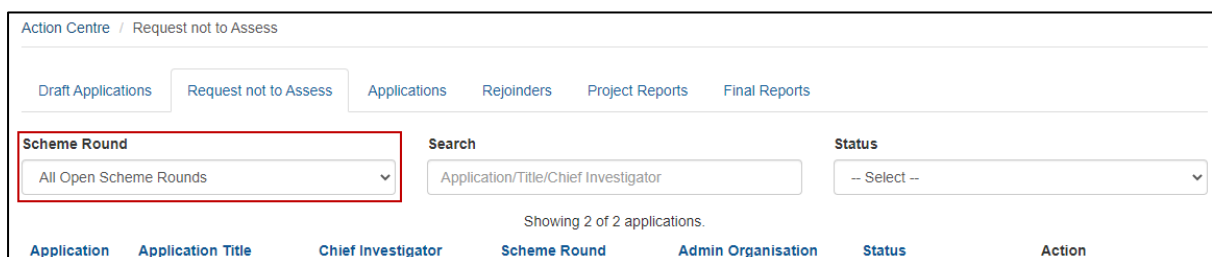 Action Centre / Request not to Assess
Draft Applications Request not to Assess Applications Rejoinders Project Reports Final Reports
Scheme Round Search Status
All Open Scheme Rounds Application/Title/Chief Investigator -- Select --
Showing 2 of 2 applications.
Application Application Title Chief Investigator Scheme Round Admin Organisation Status Action